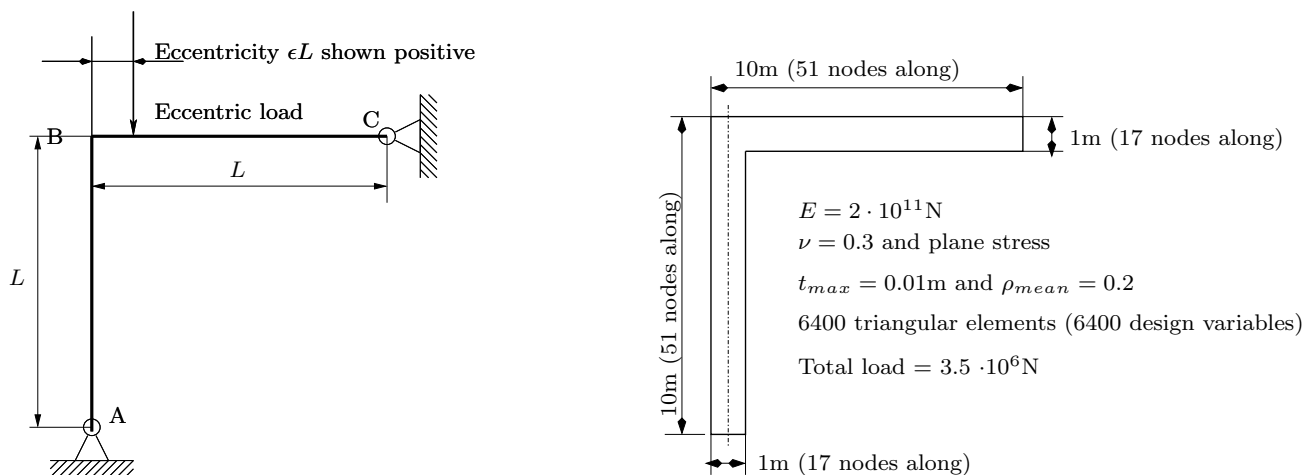 Eccentricity ϵL shown positive
Eccentric load
B
C
L
L
A
10m (51 nodes along)
1m (17 nodes along)
10m (51 nodes along)
E = 2 · 10¹¹N
ν = 0.3 and plane stress
t_max = 0.01m and ρ_mean = 0.2
6400 triangular elements (6400 design variables)
Total load = 3.5 ·10⁶N
1m (17 nodes along)